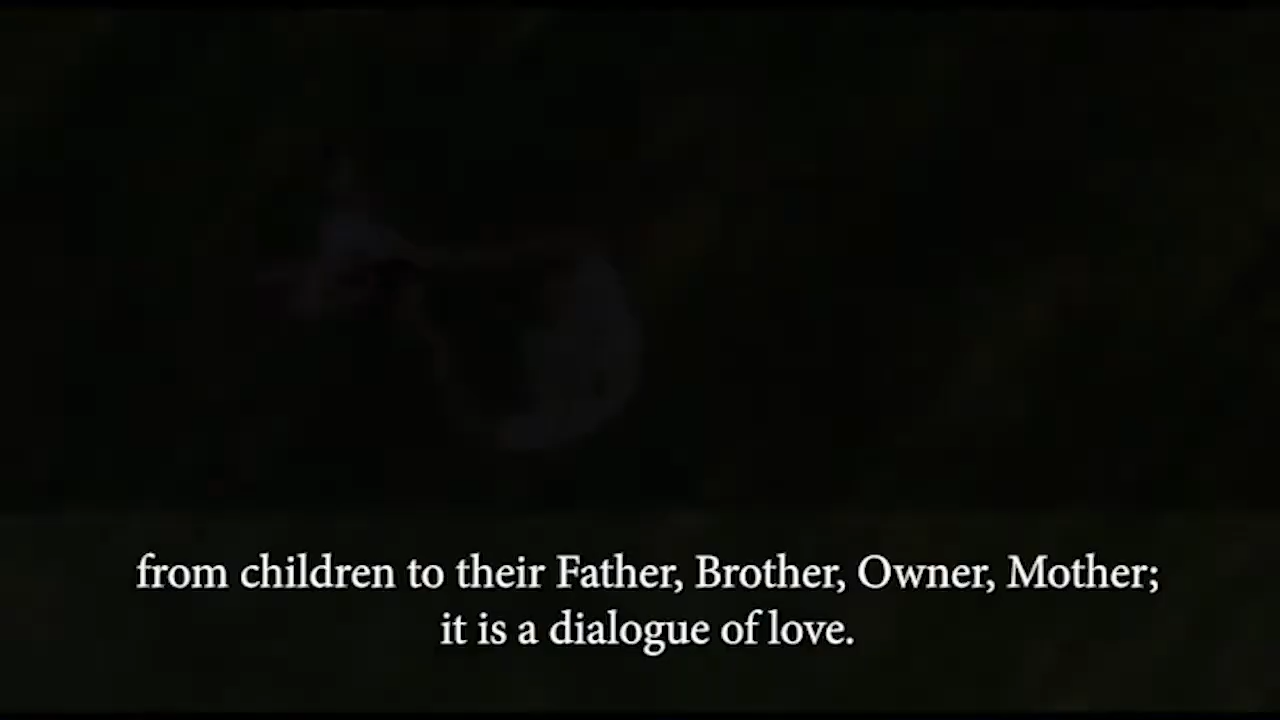 from children to their Father, Brother, Owner, Mother;
it is a dialogue of love.